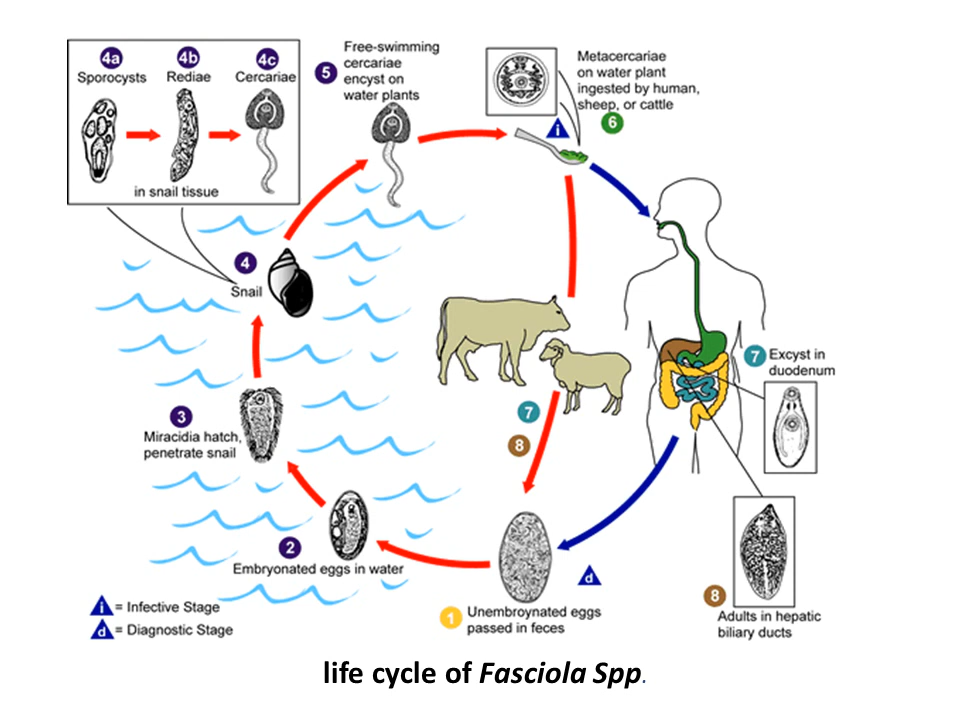 4a
Sporocysts
4b
Rediae
4c
Cercariae
in snail tissue
5
Free-swimming
cercariae
encyst on
water plants
Metacercariae
on water plant
ingested by human,
sheep, or cattle
6
i
4
Snail
7
Excyst in
duodenum
3
Miracidia hatch,
penetrate snail
7
8
2
Embryonated eggs in water
d
1
Unembroynated eggs
passed in feces
8
Adults in hepatic
biliary ducts
i = Infective Stage
d = Diagnostic Stage
life cycle of Fasciola Spp.